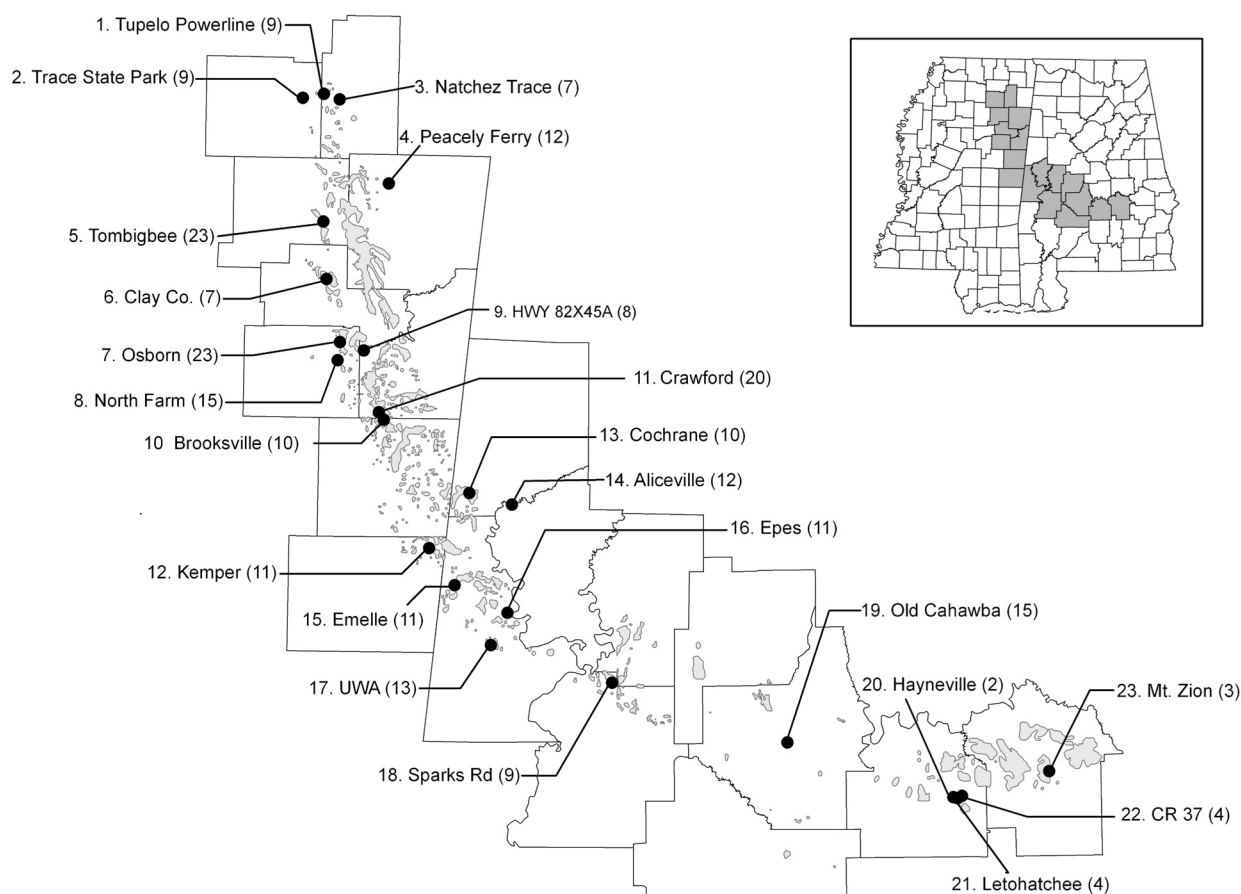 1. Tupelo Powerline (9)
2. Trace State Park (9)
3. Natchez Trace (7)
4. Peacely Ferry (12)
5. Tombigbee (23)
6. Clay Co. (7)
9. HWY 82X45A (8)
7. Osborn (23)
11. Crawford (20)
8. North Farm (15)
10 Brooksville (10)
13. Cochrane (10)
14. Aliceville (12)
16. Epes (11)
12. Kemper (11)
15. Emelle (11)
19. Old Cahawba (15)
17. UWA (13)
20. Hayneville (2)
23. Mt. Zion (3)
18. Sparks Rd (9)
22. CR 37 (4)
21. Letohatchee (4)